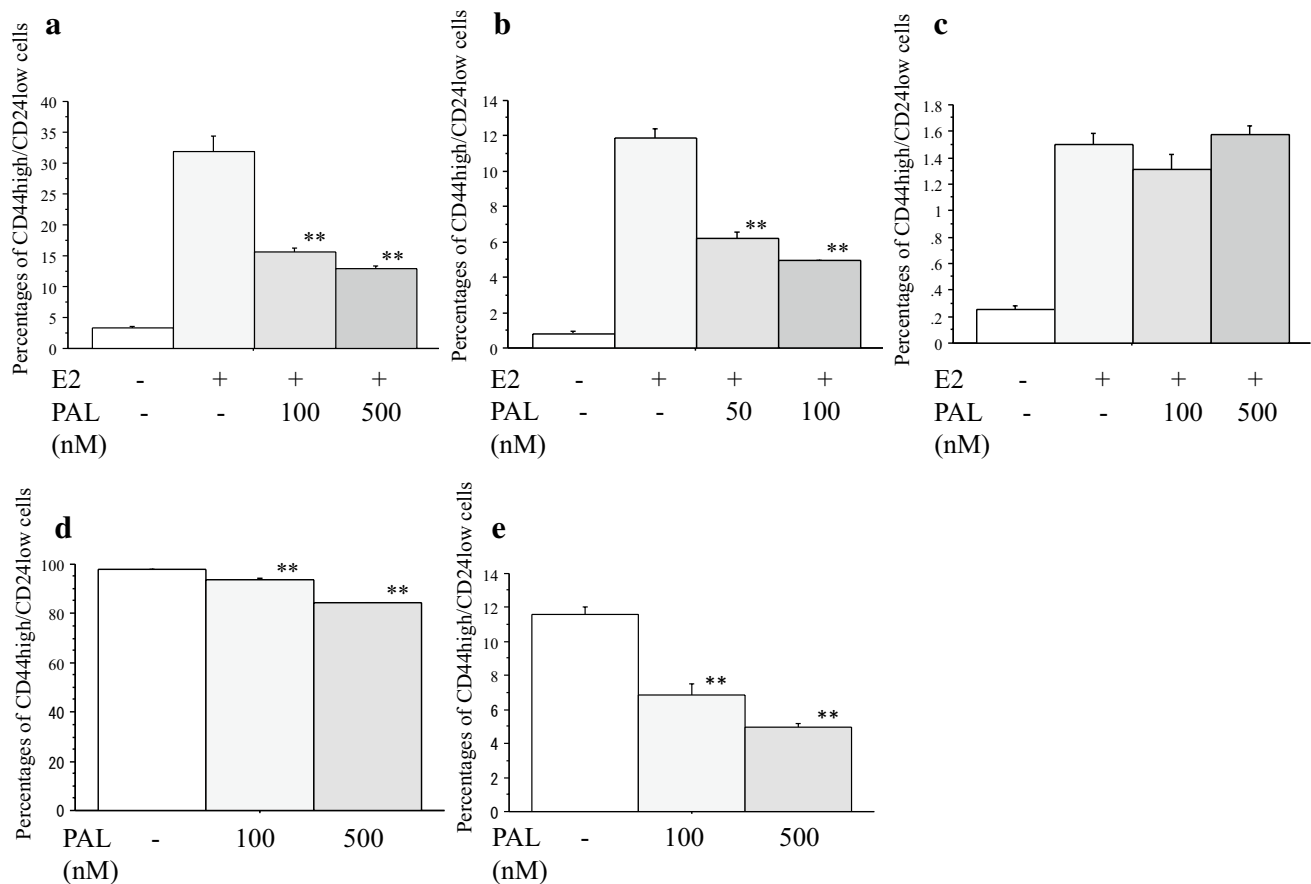 a
Percentages of CD44high/CD24low cells
40
35
30
25
20
15
10
5
0
**
**
E2 - + + +
PAL - - 100 500
(nM)
b
Percentages of CD44high/CD24low cells
14
12
10
8
6
4
2
0
**
**
E2 - + + +
PAL - - 50 100
(nM)
c
Percentages of CD44high/CD24low cells
1.8
1.6
1.4
1.2
1
.8
.6
.4
.2
0
E2 - + + +
PAL - - 100 500
(nM)
d
Percentages of CD44high/CD24low cells
100
80
60
40
20
0
**
**
PAL - 100 500
(nM)
e
Percentages of CD44high/CD24low cells
14
12
10
8
6
4
2
0
**
**
PAL - 100 500
(nM)